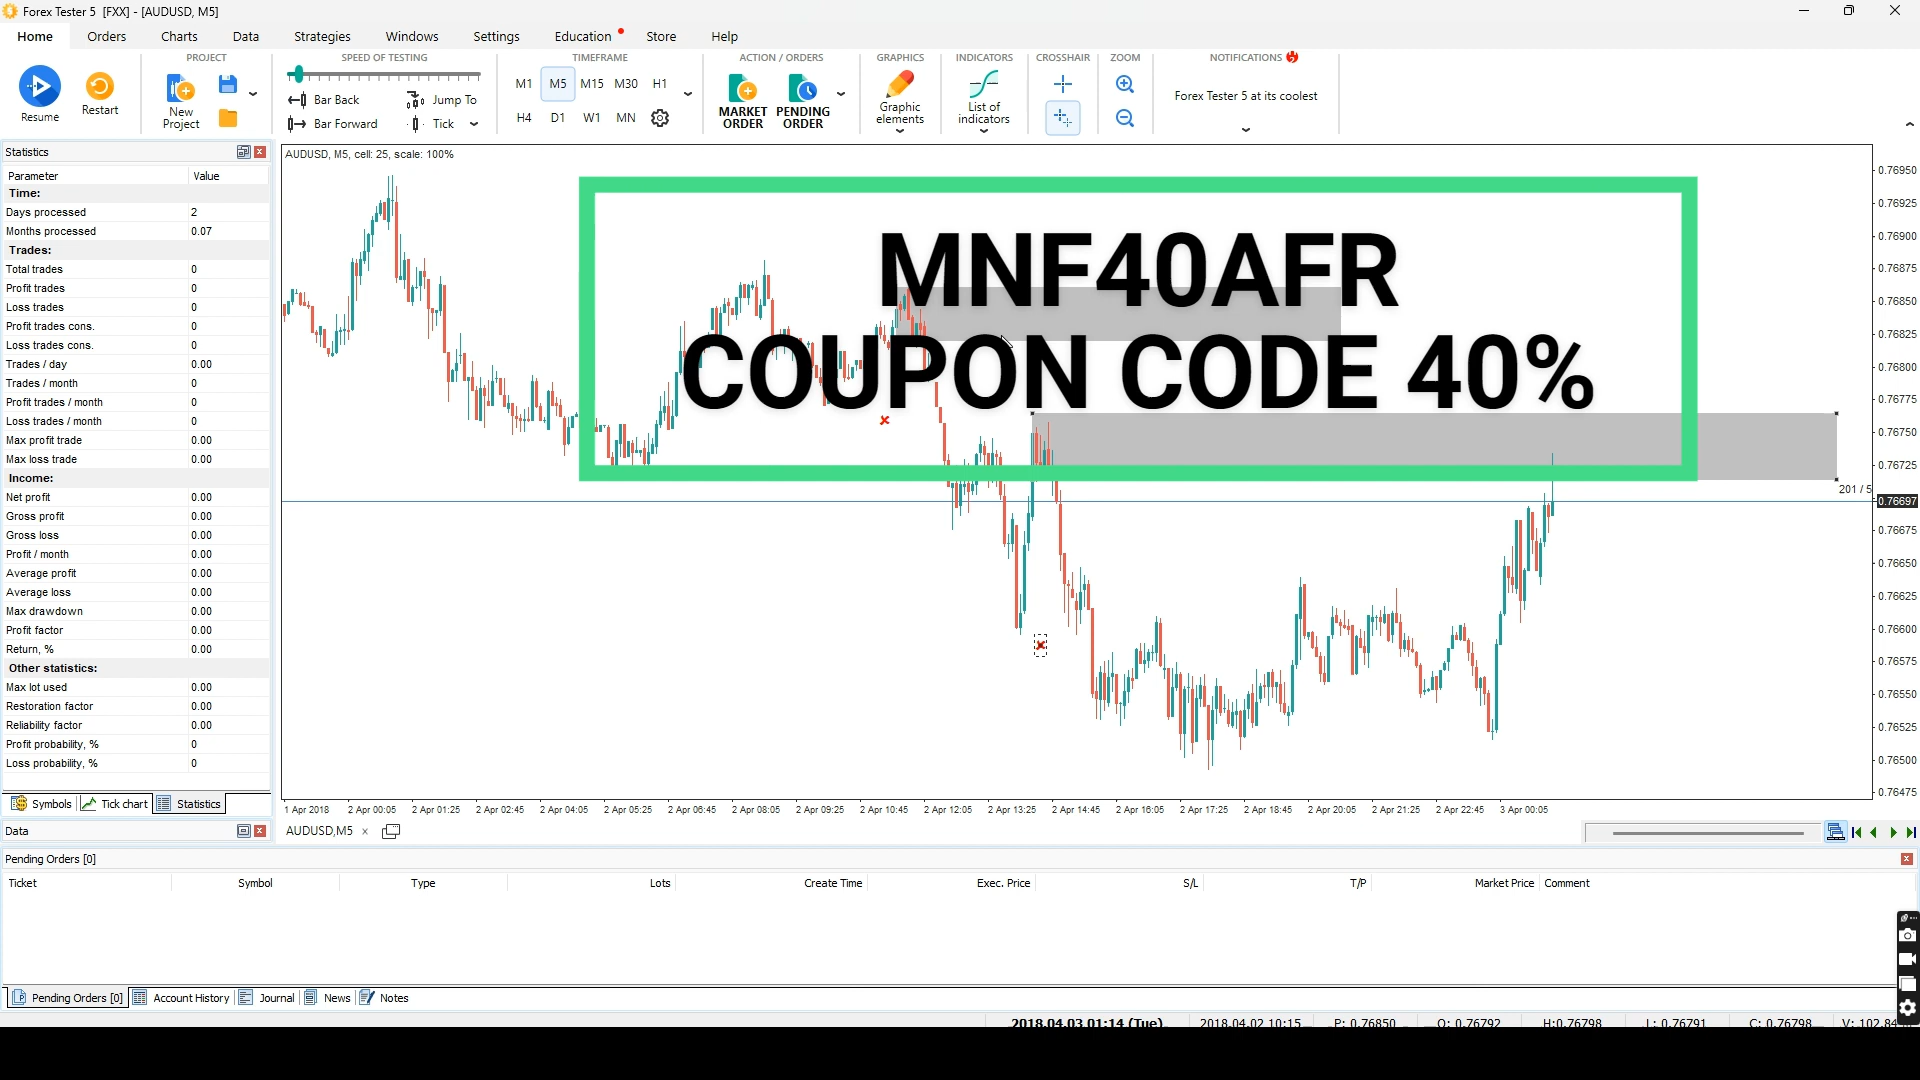 Forex Tester 5 [FXX] - [AUDUSD, M5]
Home Orders Charts Data Strategies Windows Settings Education Store Help
PROJECT SPEED OF TESTING TIMEFRAME ACTION / ORDERS GRAPHICS INDICATORS CROSSHAIR ZOOM NOTIFICATIONS
Resume
Restart
New Project
Bar Back Jump To
Bar Forward Tick
M1 M5 M15 M30 H1
H4 D1 W1 MN
MARKET ORDER
PENDING ORDER
Graphic elements
List of indicators
Forex Tester 5 at its coolest
Statistics
Parameter Value
Time:
Days processed 2
Months processed 0.07
Trades:
Total trades 0
Profit trades 0
Loss trades 0
Profit trades cons. 0
Loss trades cons. 0
Trades / day 0.00
Trades / month 0
Profit trades / month 0
Loss trades / month 0
Max profit trade 0.00
Max loss trade 0.00
Income:
Net profit 0.00
Gross profit 0.00
Gross loss 0.00
Profit / month 0.00
Average profit 0.00
Average loss 0.00
Max drawdown 0.00
Profit factor 0.00
Return, % 0.00
Other statistics:
Max lot used 0.00
Restoration factor 0.00
Reliability factor 0.00
Profit probability, % 0
Loss probability, % 0
Symbols Tick chart Statistics
Data
AUDUSD, M5, cell: 25, scale: 100%
MNF40AFR
COUPON CODE 40%
201 / 5
0.76950
0.76925
0.76900
0.76875
0.76850
0.76825
0.76800
0.76775
0.76750
0.76725
0.76697
0.76675
0.76650
0.76625
0.76600
0.76575
0.76550
0.76525
0.76500
0.76475
1 Apr 2018 2 Apr 00:05 2 Apr 01:25 2 Apr 02:45 2 Apr 04:05 2 Apr 05:25 2 Apr 06:45 2 Apr 08:05 2 Apr 09:25 2 Apr 10:45 2 Apr 12:05 2 Apr 13:25 2 Apr 14:45 2 Apr 16:05 2 Apr 17:25 2 Apr 18:45 2 Apr 20:05 2 Apr 21:25 2 Apr 22:45 3 Apr 00:05
AUDUSD,M5
Pending Orders [0]
Ticket Symbol Type Lots Create Time Exec. Price S/L T/P Market Price Comment
Pending Orders [0] Account History Journal News Notes
2018.04.03 01:14 (Tue) 2018.04.02 10:15 P: 0.76850 O: 0.76792 H:0.76798 L: 0.76791 C: 0.76798 V: 102.84